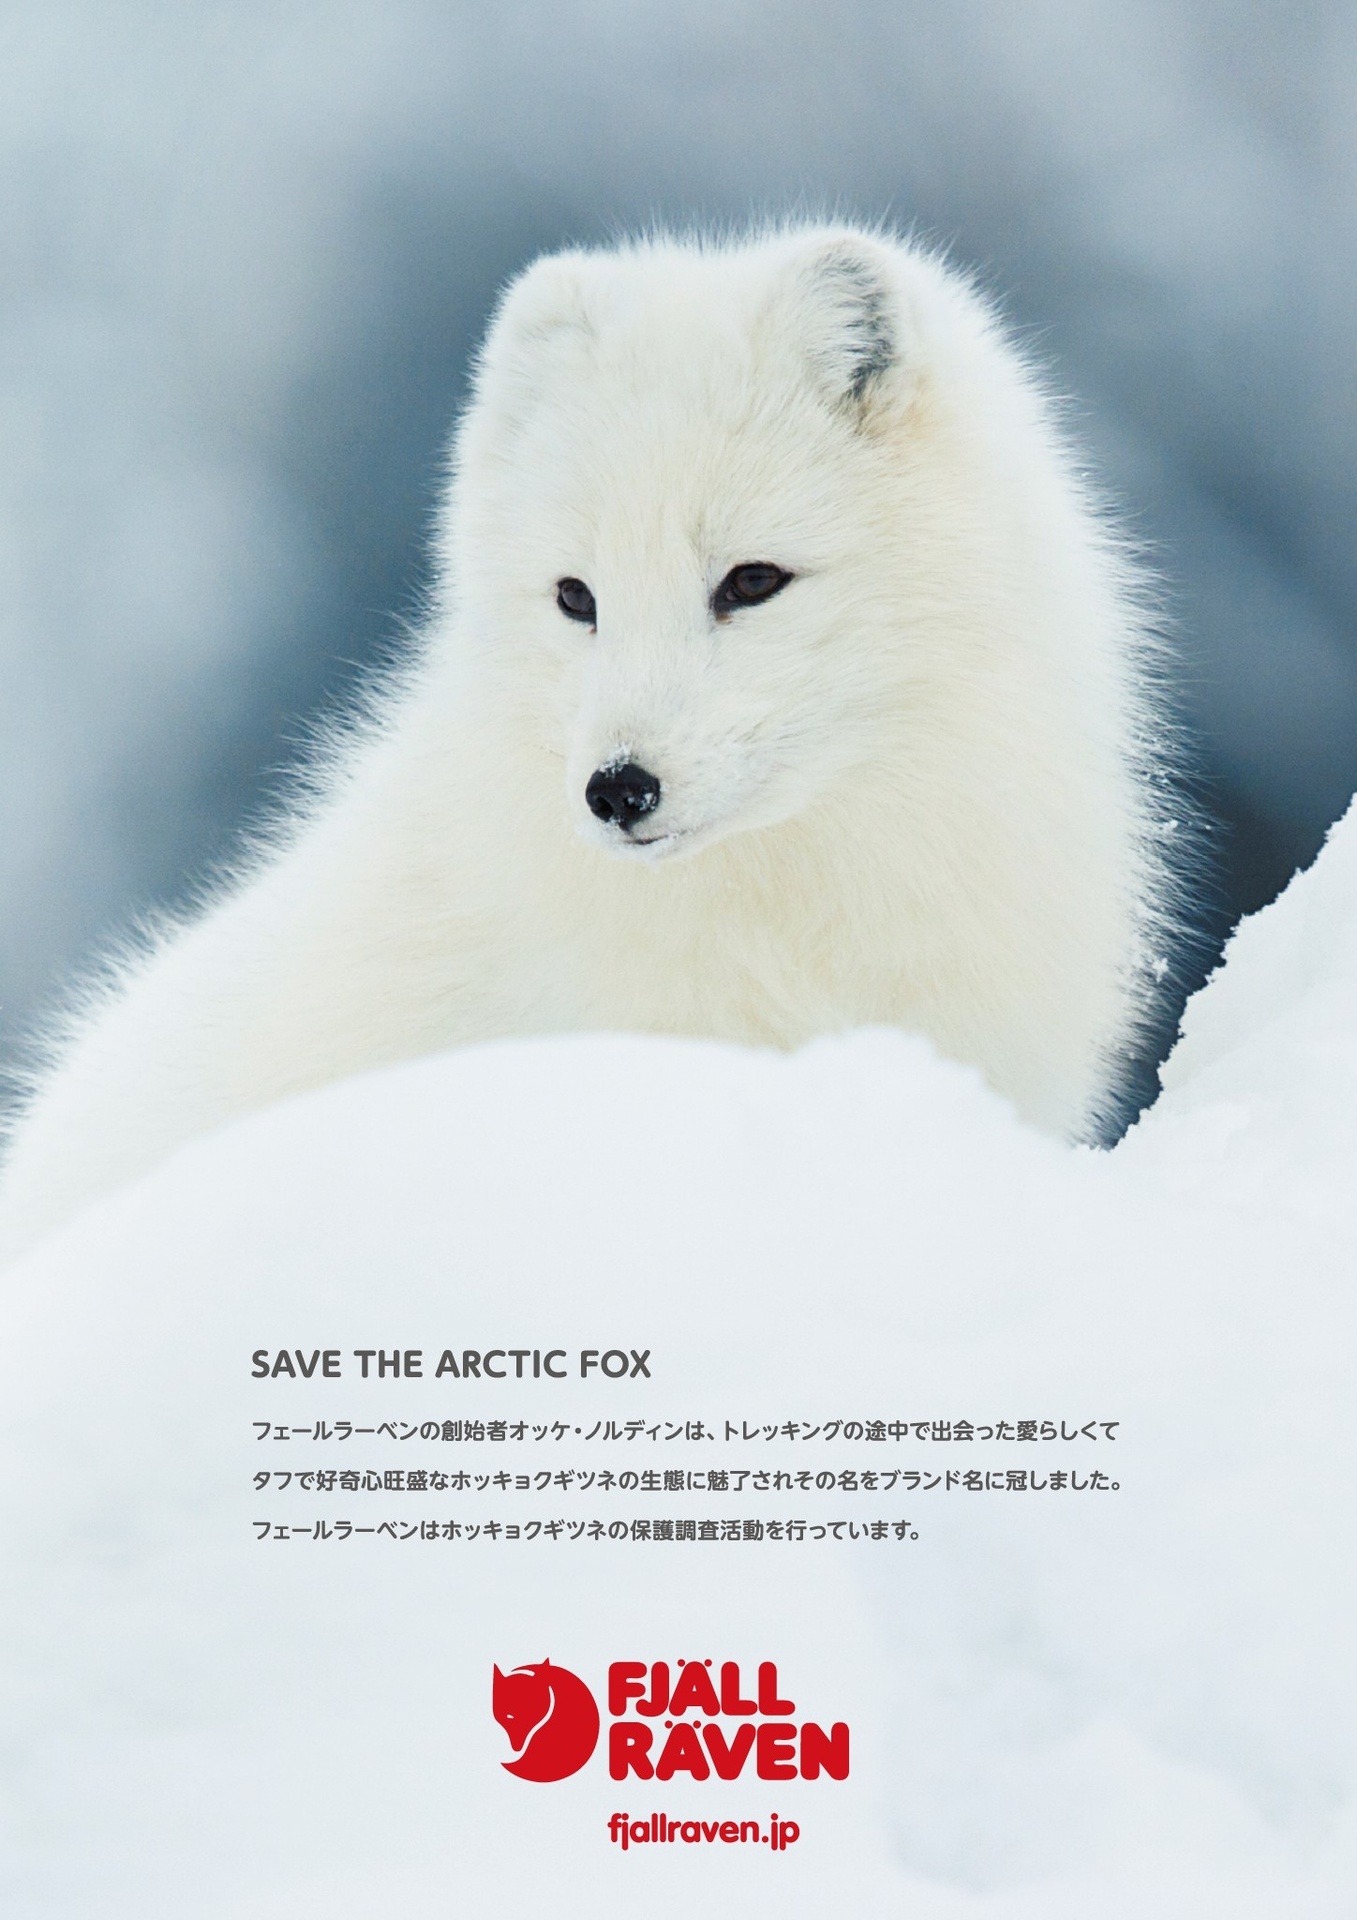 SAVE THE ARCTIC FOX
フェールラーベンの創始者オッケ・ノルディンは、トレッキングの途中で出会った愛らしくて
タフで好奇心旺盛なホッキョクギツネの生態に魅了されその名をブランド名に冠しました。
フェールラーベンはホッキョクギツネの保護調査活動を行っています。
FJÄLL
RÄVEN
fjallraven.jp